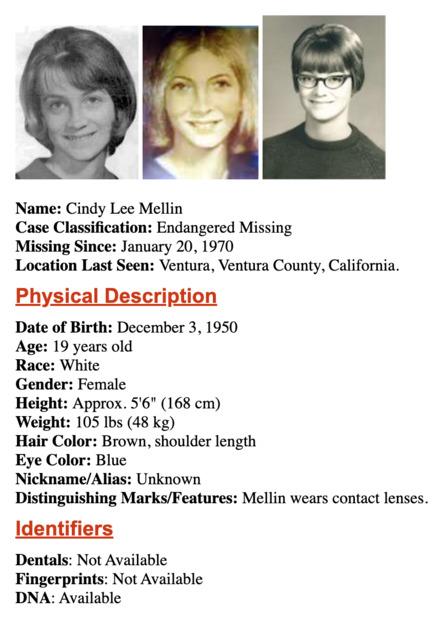 Name: Cindy Lee Mellin
Case Classification: Endangered Missing
Missing Since: January 20, 1970
Location Last Seen: Ventura, Ventura County, California.
Physical Description
Date of Birth: December 3, 1950
Age: 19 years old
Race: White
Gender: Female
Height: Approx. 5'6" (168 cm)
Weight: 105 lbs (48 kg)
Hair Color: Brown, shoulder length
Eye Color: Blue
Nickname/Alias: Unknown
Distinguishing Marks/Features: Mellin wears contact lenses.
Identifiers
Dentals: Not Available
Fingerprints: Not Available
DNA: Available